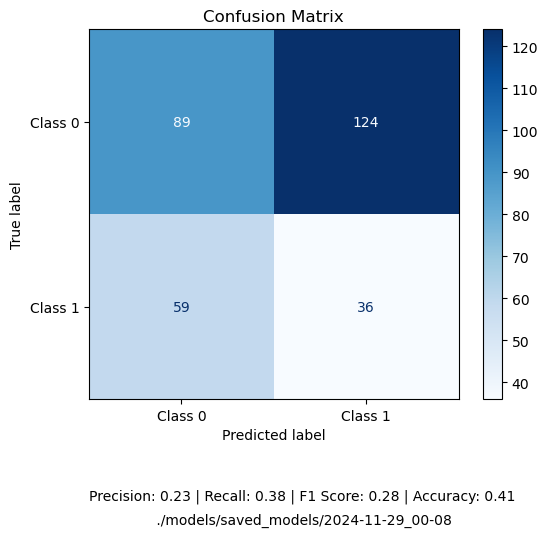 Confusion Matrix
120
110
100
90
80
70
60
50
40
True label
Class 0
89
124
Class 1
59
36
Class 0
Class 1
Predicted label
Precision: 0.23 | Recall: 0.38 | F1 Score: 0.28 | Accuracy: 0.41
./models/saved_models/2024-11-29_00-08